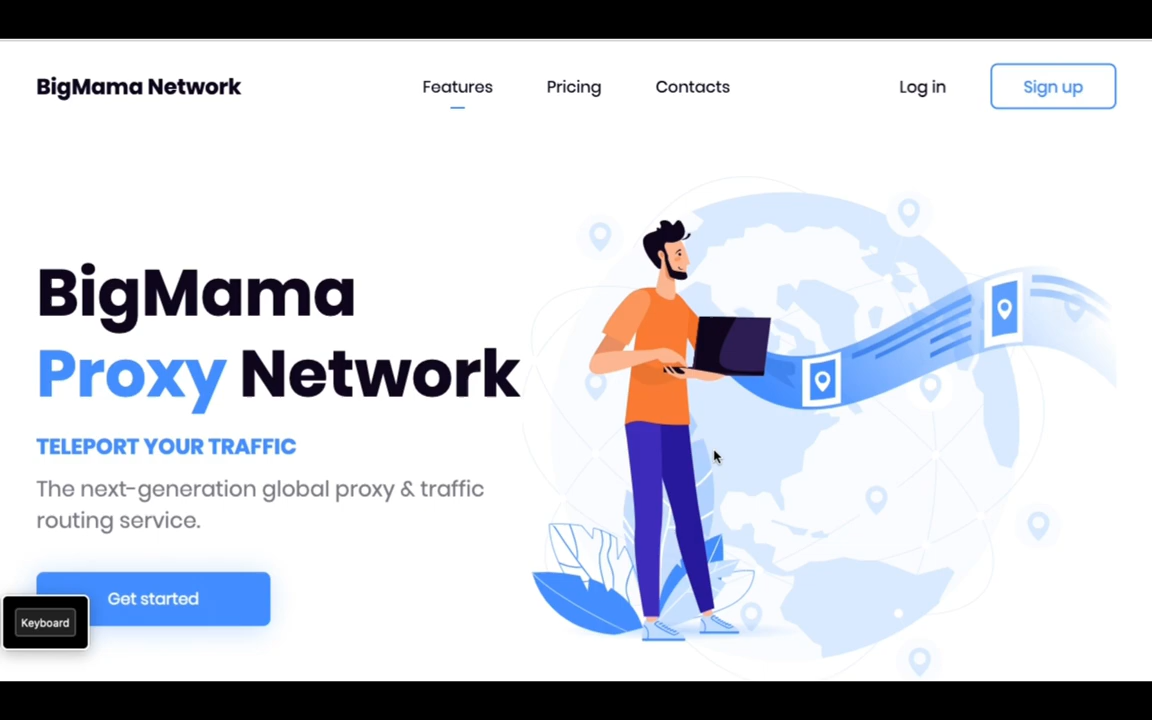 BigMama Network
Features
Pricing
Contacts
Log in
Sign up
BigMama
Proxy Network
TELEPORT YOUR TRAFFIC
The next-generation global proxy & traffic
routing service.
Get started
Keyboard